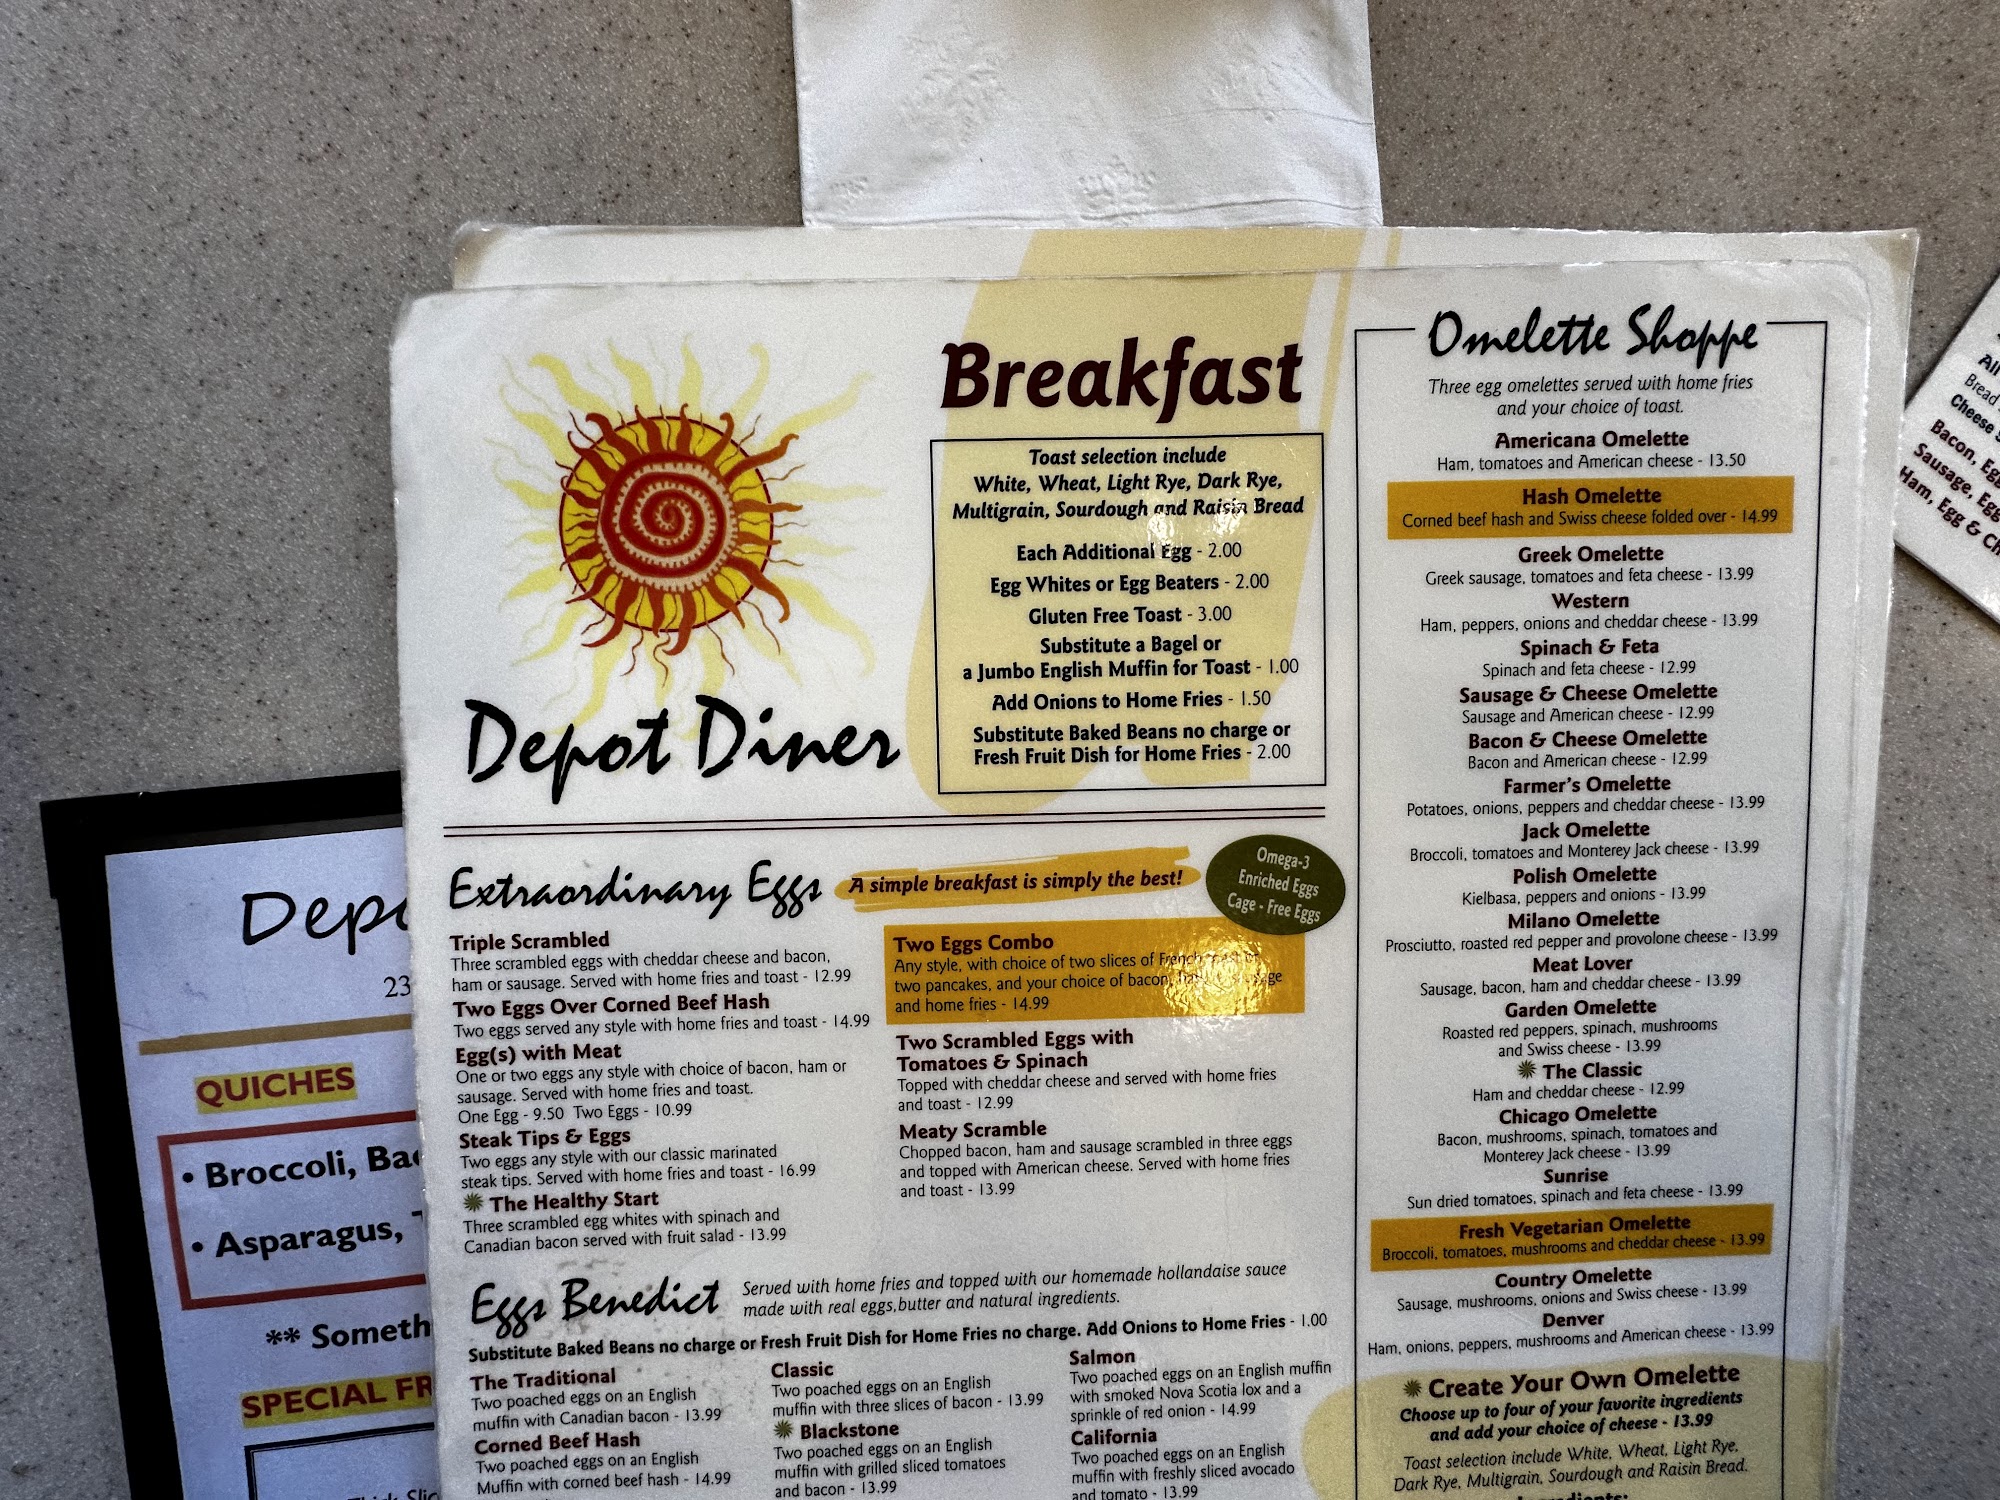 Depot Diner
Breakfast
Toast selection include
White, Wheat, Light Rye, Dark Rye,
Multigrain, Sourdough and Raisin Bread
Each Additional Egg - 2.00
Egg Whites or Egg Beaters - 2.00
Gluten Free Toast - 3.00
Substitute a Bagel or
a Jumbo English Muffin for Toast - 1.00
Add Onions to Home Fries - 1.50
Substitute Baked Beans no charge or
Fresh Fruit Dish for Home Fries - 2.00
Extraordinary Eggs
A simple breakfast is simply the best!
Omega-3
Enriched Eggs
Cage - Free Eggs
Triple Scrambled
Three scrambled eggs with cheddar cheese and bacon,
ham or sausage. Served with home fries and toast - 12.99
Two Eggs Over Corned Beef Hash
Two eggs served any style with home fries and toast - 14.99
Egg(s) with Meat
One or two eggs any style with choice of bacon, ham or
sausage. Served with home fries and toast.
One Egg - 9.50 Two Eggs - 10.99
Steak Tips & Eggs
Two eggs any style with our classic marinated
steak tips. Served with home fries and toast - 16.99
The Healthy Start
Three scrambled egg whites with spinach and
Canadian bacon served with fruit salad - 13.99
Two Eggs Combo
Any style, with choice of two slices of French toast or
two pancakes, and your choice of bacon, ham or sausage
and home fries - 14.99
Two Scrambled Eggs with
Tomatoes & Spinach
Topped with cheddar cheese and served with home fries
and toast - 12.99
Meaty Scramble
Chopped bacon, ham and sausage scrambled in three eggs
and topped with American cheese. Served with home fries
and toast - 13.99
Eggs Benedict
Served with home fries and topped with our homemade hollandaise sauce
made with real eggs,butter and natural ingredients.
Substitute Baked Beans no charge or Fresh Fruit Dish for Home Fries no charge. Add Onions to Home Fries - 1.00
The Traditional
Two poached eggs on an English
muffin with Canadian bacon - 13.99
Corned Beef Hash
Two poached eggs on an English
Muffin with corned beef hash - 14.99
Classic
Two poached eggs on an English
muffin with three slices of bacon - 13.99
Blackstone
Two poached eggs on an English
muffin with grilled sliced tomatoes
and bacon - 13.99
Salmon
Two poached eggs on an English muffin
with smoked Nova Scotia lox and a
sprinkle of red onion - 14.99
California
Two poached eggs on an English
muffin with freshly sliced avocado
and tomato - 13.99
Omelette Shoppe
Three egg omelettes served with home fries
and your choice of toast.
Americana Omelette
Ham, tomatoes and American cheese - 13.50
Hash Omelette
Corned beef hash and Swiss cheese folded over - 14.99
Greek Omelette
Greek sausage, tomatoes and feta cheese - 13.99
Western
Ham, peppers, onions and cheddar cheese - 13.99
Spinach & Feta
Spinach and feta cheese - 12.99
Sausage & Cheese Omelette
Sausage and American cheese - 12.99
Bacon & Cheese Omelette
Bacon and American cheese - 12.99
Farmer's Omelette
Potatoes, onions, peppers and cheddar cheese - 13.99
Jack Omelette
Broccoli, tomatoes and Monterey Jack cheese - 13.99
Polish Omelette
Kielbasa, peppers and onions - 13.99
Milano Omelette
Prosciutto, roasted red pepper and provolone cheese - 13.99
Meat Lover
Sausage, bacon, ham and cheddar cheese - 13.99
Garden Omelette
Roasted red peppers, spinach, mushrooms
and Swiss cheese - 13.99
The Classic
Ham and cheddar cheese - 12.99
Chicago Omelette
Bacon, mushrooms, spinach, tomatoes and
Monterey Jack cheese - 13.99
Sunrise
Sun dried tomatoes, spinach and feta cheese - 13.99
Fresh Vegetarian Omelette
Broccoli, tomatoes, mushrooms and cheddar cheese - 13.99
Country Omelette
Sausage, mushrooms, onions and Swiss cheese - 13.99
Denver
Ham, onions, peppers, mushrooms and American cheese - 13.99
Create Your Own Omelette
Choose up to four of your favorite ingredients
and add your choice of cheese - 13.99
Toast selection include White, Wheat, Light Rye,
Dark Rye, Multigrain, Sourdough and Raisin Bread.
Depo
23
QUICHES
• Broccoli, Bac
• Asparagus,
** Someth
SPECIAL FR
All
Bread
Cheese
Bacon, Egg
Sausage, Egg
Ham, Egg & Ch